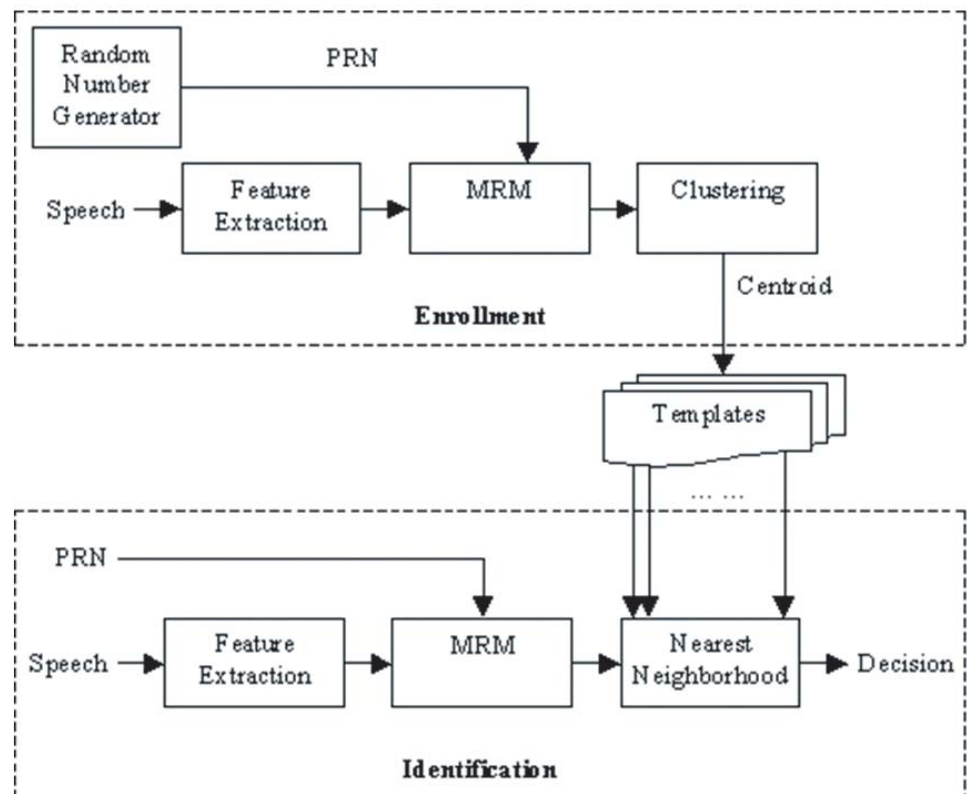 Random
Number
Generator
PRN
Speech
Feature
Extraction
MRM
Clustering
Centroid
Enrollment
Templates
... ...
PRN
Speech
Feature
Extraction
MRM
Nearest
Neighborhood
Decision
Identification